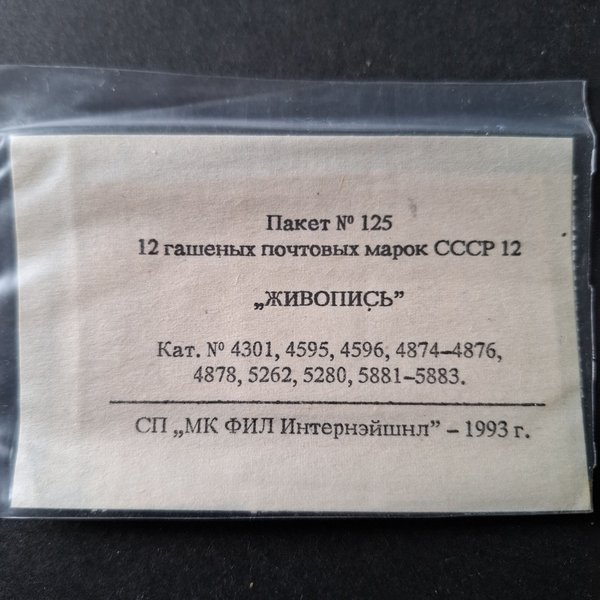 Пакет № 125
12 гашеных почтовых марок СССР 12
„ЖИВОПИСЬ”
Кат. № 4301, 4595, 4596, 4874–4876,
4878, 5262, 5280, 5881–5883.
СП „МК ФИЛ Интернэйшнл” – 1993 г.